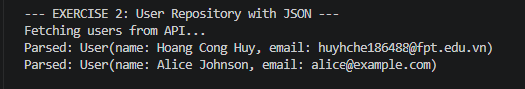 --- EXERCISE 2: User Repository with JSON ---
Fetching users from API...
Parsed: User(name: Hoang Cong Huy, email: huyhche186488@fpt.edu.vn)
Parsed: User(name: Alice Johnson, email: alice@example.com)